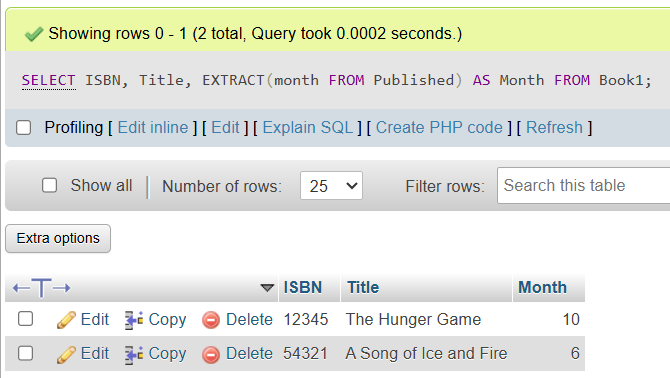 Showing rows 0 - 1 (2 total, Query took 0.0002 seconds.)
SELECT ISBN, Title, EXTRACT(month FROM Published) AS Month FROM Book1;
Profiling [ Edit inline ] [ Edit ] [ Explain SQL ] [ Create PHP code ] [ Refresh ]
Show all Number of rows: 25 Filter rows: Search this table
Extra options
←T→ ISBN Title Month
Edit Copy Delete 12345 The Hunger Game 10
Edit Copy Delete 54321 A Song of Ice and Fire 6